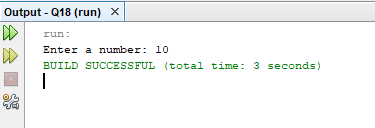 Output - Q18 (run) ×
run:
Enter a number: 10
BUILD SUCCESSFUL (total time: 3 seconds)